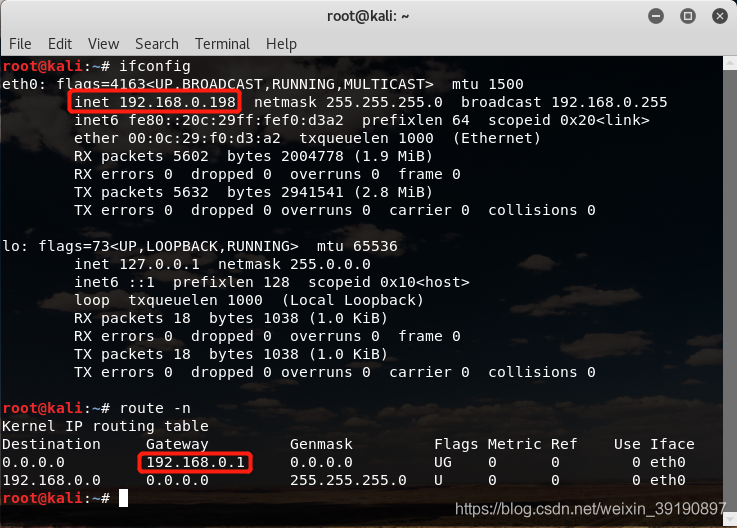 root@kali: ~
File Edit View Search Terminal Help
root@kali:~# ifconfig
eth0: flags=4163<UP,BROADCAST,RUNNING,MULTICAST>  mtu 1500
        inet 192.168.0.198  netmask 255.255.255.0  broadcast 192.168.0.255
        inet6 fe80::20c:29ff:fef0:d3a2  prefixlen 64  scopeid 0x20<link>
        ether 00:0c:29:f0:d3:a2  txqueuelen 1000  (Ethernet)
        RX packets 5602  bytes 2004778 (1.9 MiB)
        RX errors 0  dropped 0  overruns 0  frame 0
        TX packets 5632  bytes 2941541 (2.8 MiB)
        TX errors 0  dropped 0 overruns 0  carrier 0  collisions 0
lo: flags=73<UP,LOOPBACK,RUNNING>  mtu 65536
        inet 127.0.0.1  netmask 255.0.0.0
        inet6 ::1  prefixlen 128  scopeid 0x10<host>
        loop  txqueuelen 1000  (Local Loopback)
        RX packets 18  bytes 1038 (1.0 KiB)
        RX errors 0  dropped 0  overruns 0  frame 0
        TX packets 18  bytes 1038 (1.0 KiB)
        TX errors 0  dropped 0 overruns 0  carrier 0  collisions 0
root@kali:~# route -n
Kernel IP routing table
Destination     Gateway         Genmask         Flags Metric Ref    Use Iface
0.0.0.0         192.168.0.1     0.0.0.0         UG    0      0        0 eth0
192.168.0.0     0.0.0.0         255.255.255.0   U     0      0        0 eth0
root@kali:~#
https://blog.csdn.net/weixin_39190897